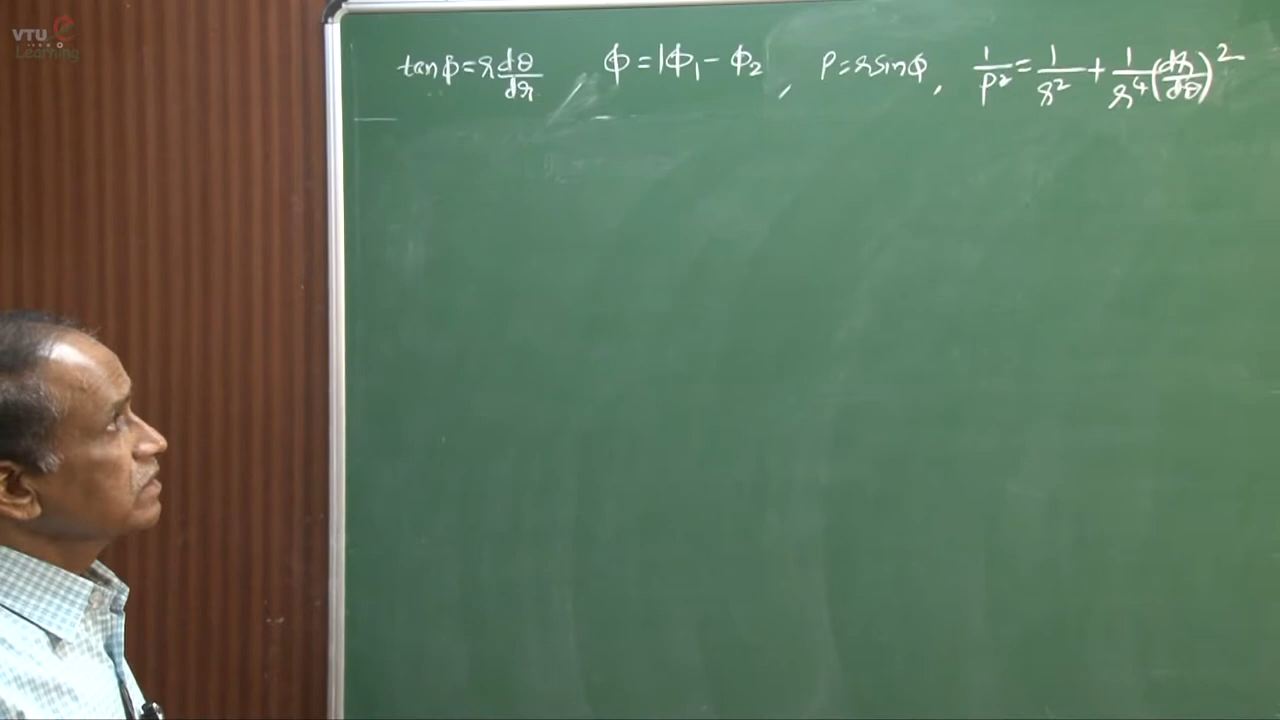 VTU e
Learning
tan φ = r dθ/dr , φ = |φ₁ - φ₂ , P = r sin φ , 1/P² = 1/r² + 1/r⁴ (dr/dθ)²